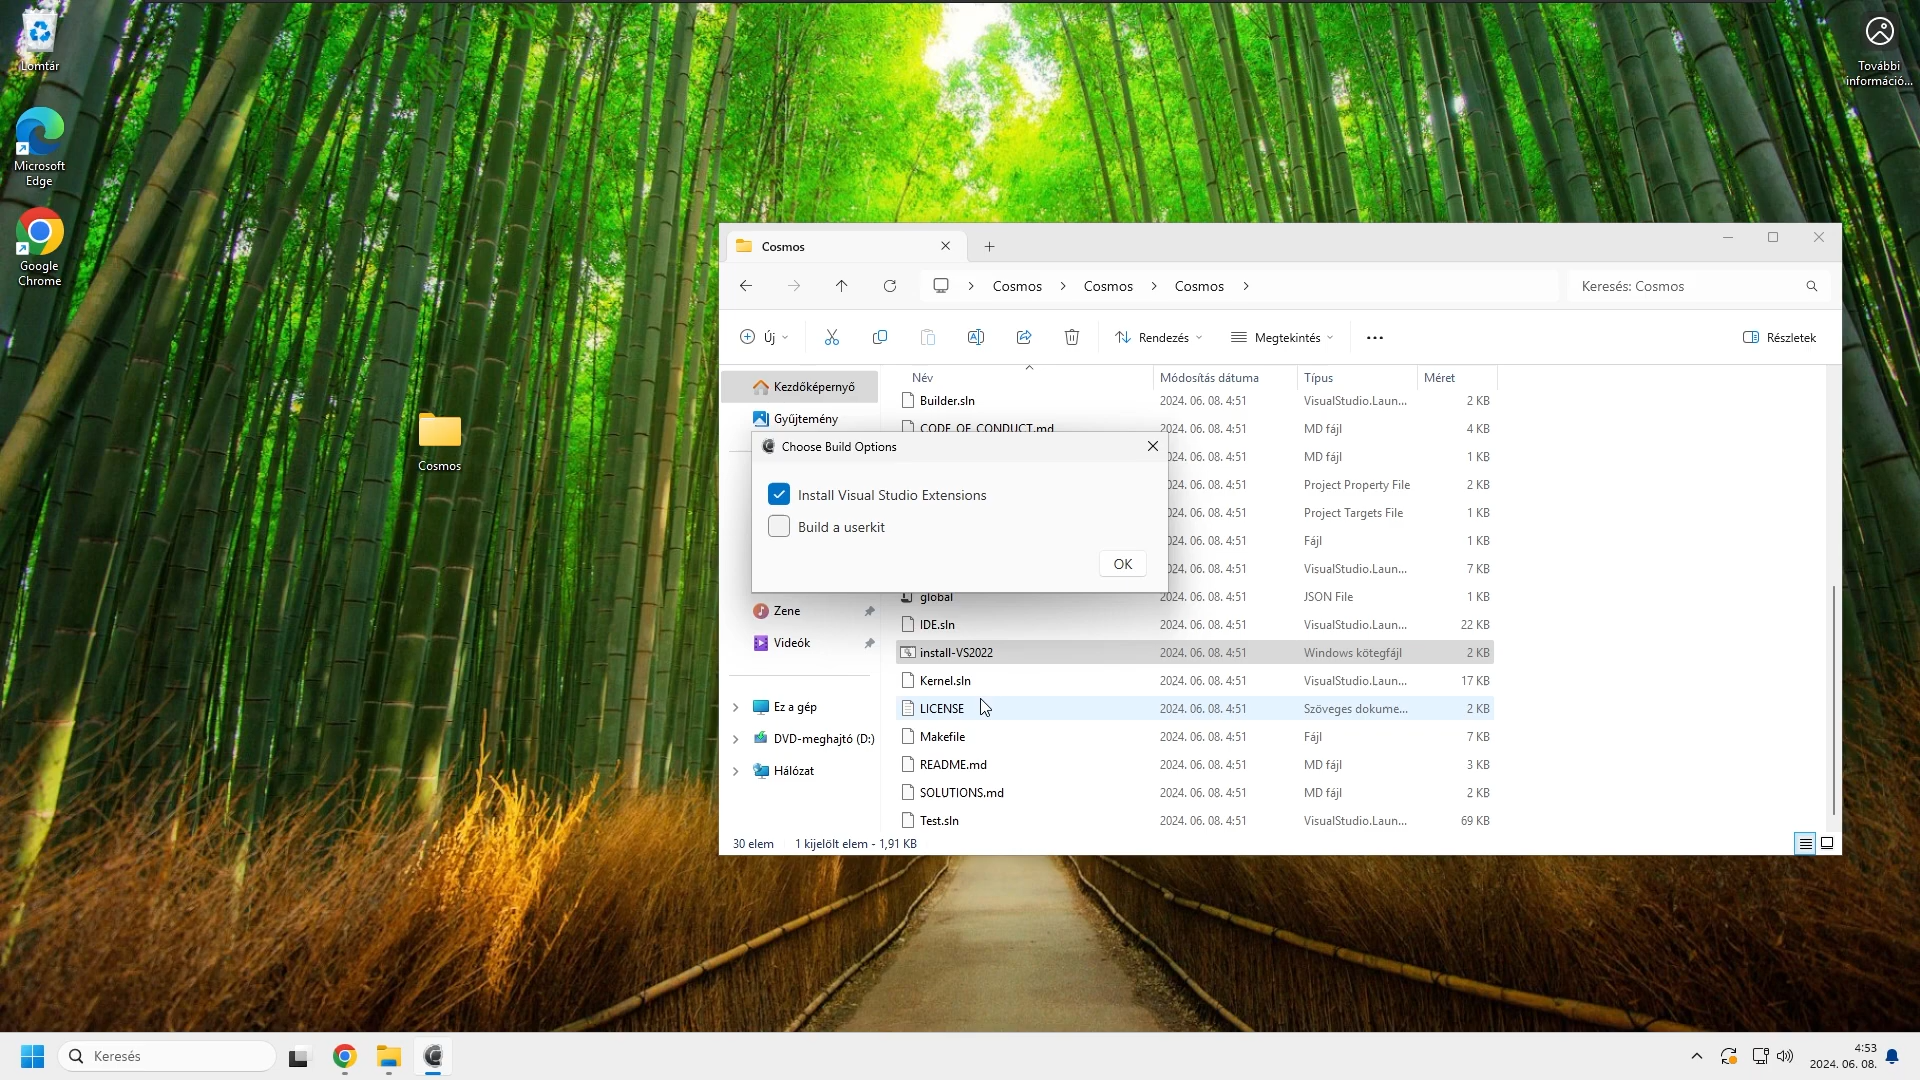 Lomtár
Microsoft
Edge
Google
Chrome
Cosmos
További
információ...
Cosmos
Cosmos
Cosmos
Cosmos
Keresés: Cosmos
Új
Rendezés
Megtekintés
Részletek
Kezdőképernyő
Gyűjtemény
Zene
Videók
Ez a gép
DVD-meghajtó (D:)
Hálózat
Név Módosítás dátuma Típus Méret
Builder.sln 2024. 06. 08. 4:51 VisualStudio.Laun... 2 KB
CODE_OF_CONDUCT.md 2024. 06. 08. 4:51 MD fájl 4 KB
024. 06. 08. 4:51 MD fájl 1 KB
024. 06. 08. 4:51 Project Property File 2 KB
024. 06. 08. 4:51 Project Targets File 1 KB
024. 06. 08. 4:51 Fájl 1 KB
024. 06. 08. 4:51 VisualStudio.Laun... 7 KB
global 2024. 06. 08. 4:51 JSON File 1 KB
IDE.sln 2024. 06. 08. 4:51 VisualStudio.Laun... 22 KB
install-VS2022 2024. 06. 08. 4:51 Windows kötegfájl 2 KB
Kernel.sln 2024. 06. 08. 4:51 VisualStudio.Laun... 17 KB
LICENSE 2024. 06. 08. 4:51 Szöveges dokume... 2 KB
Makefile 2024. 06. 08. 4:51 Fájl 7 KB
README.md 2024. 06. 08. 4:51 MD fájl 3 KB
SOLUTIONS.md 2024. 06. 08. 4:51 MD fájl 2 KB
Test.sln 2024. 06. 08. 4:51 VisualStudio.Laun... 69 KB
30 elem 1 kijelölt elem - 1,91 KB
Choose Build Options
Install Visual Studio Extensions
Build a userkit
OK
Keresés
4:53
2024. 06. 08.